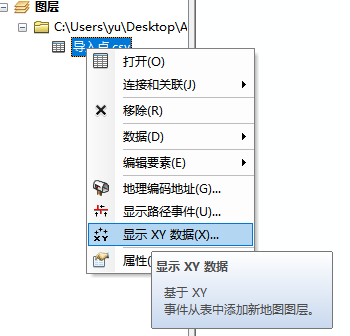 图层
C:\Users\yu\Desktop\A
导入点.csv
打开(O)
连接和关联(J)
移除(R)
数据(D)
编辑要素(E)
地理编码地址(G)...
显示路径事件(U)...
显示 XY 数据(X)...
属性(
显示 XY 数据
基于 XY
事件从表中添加新地图图层。